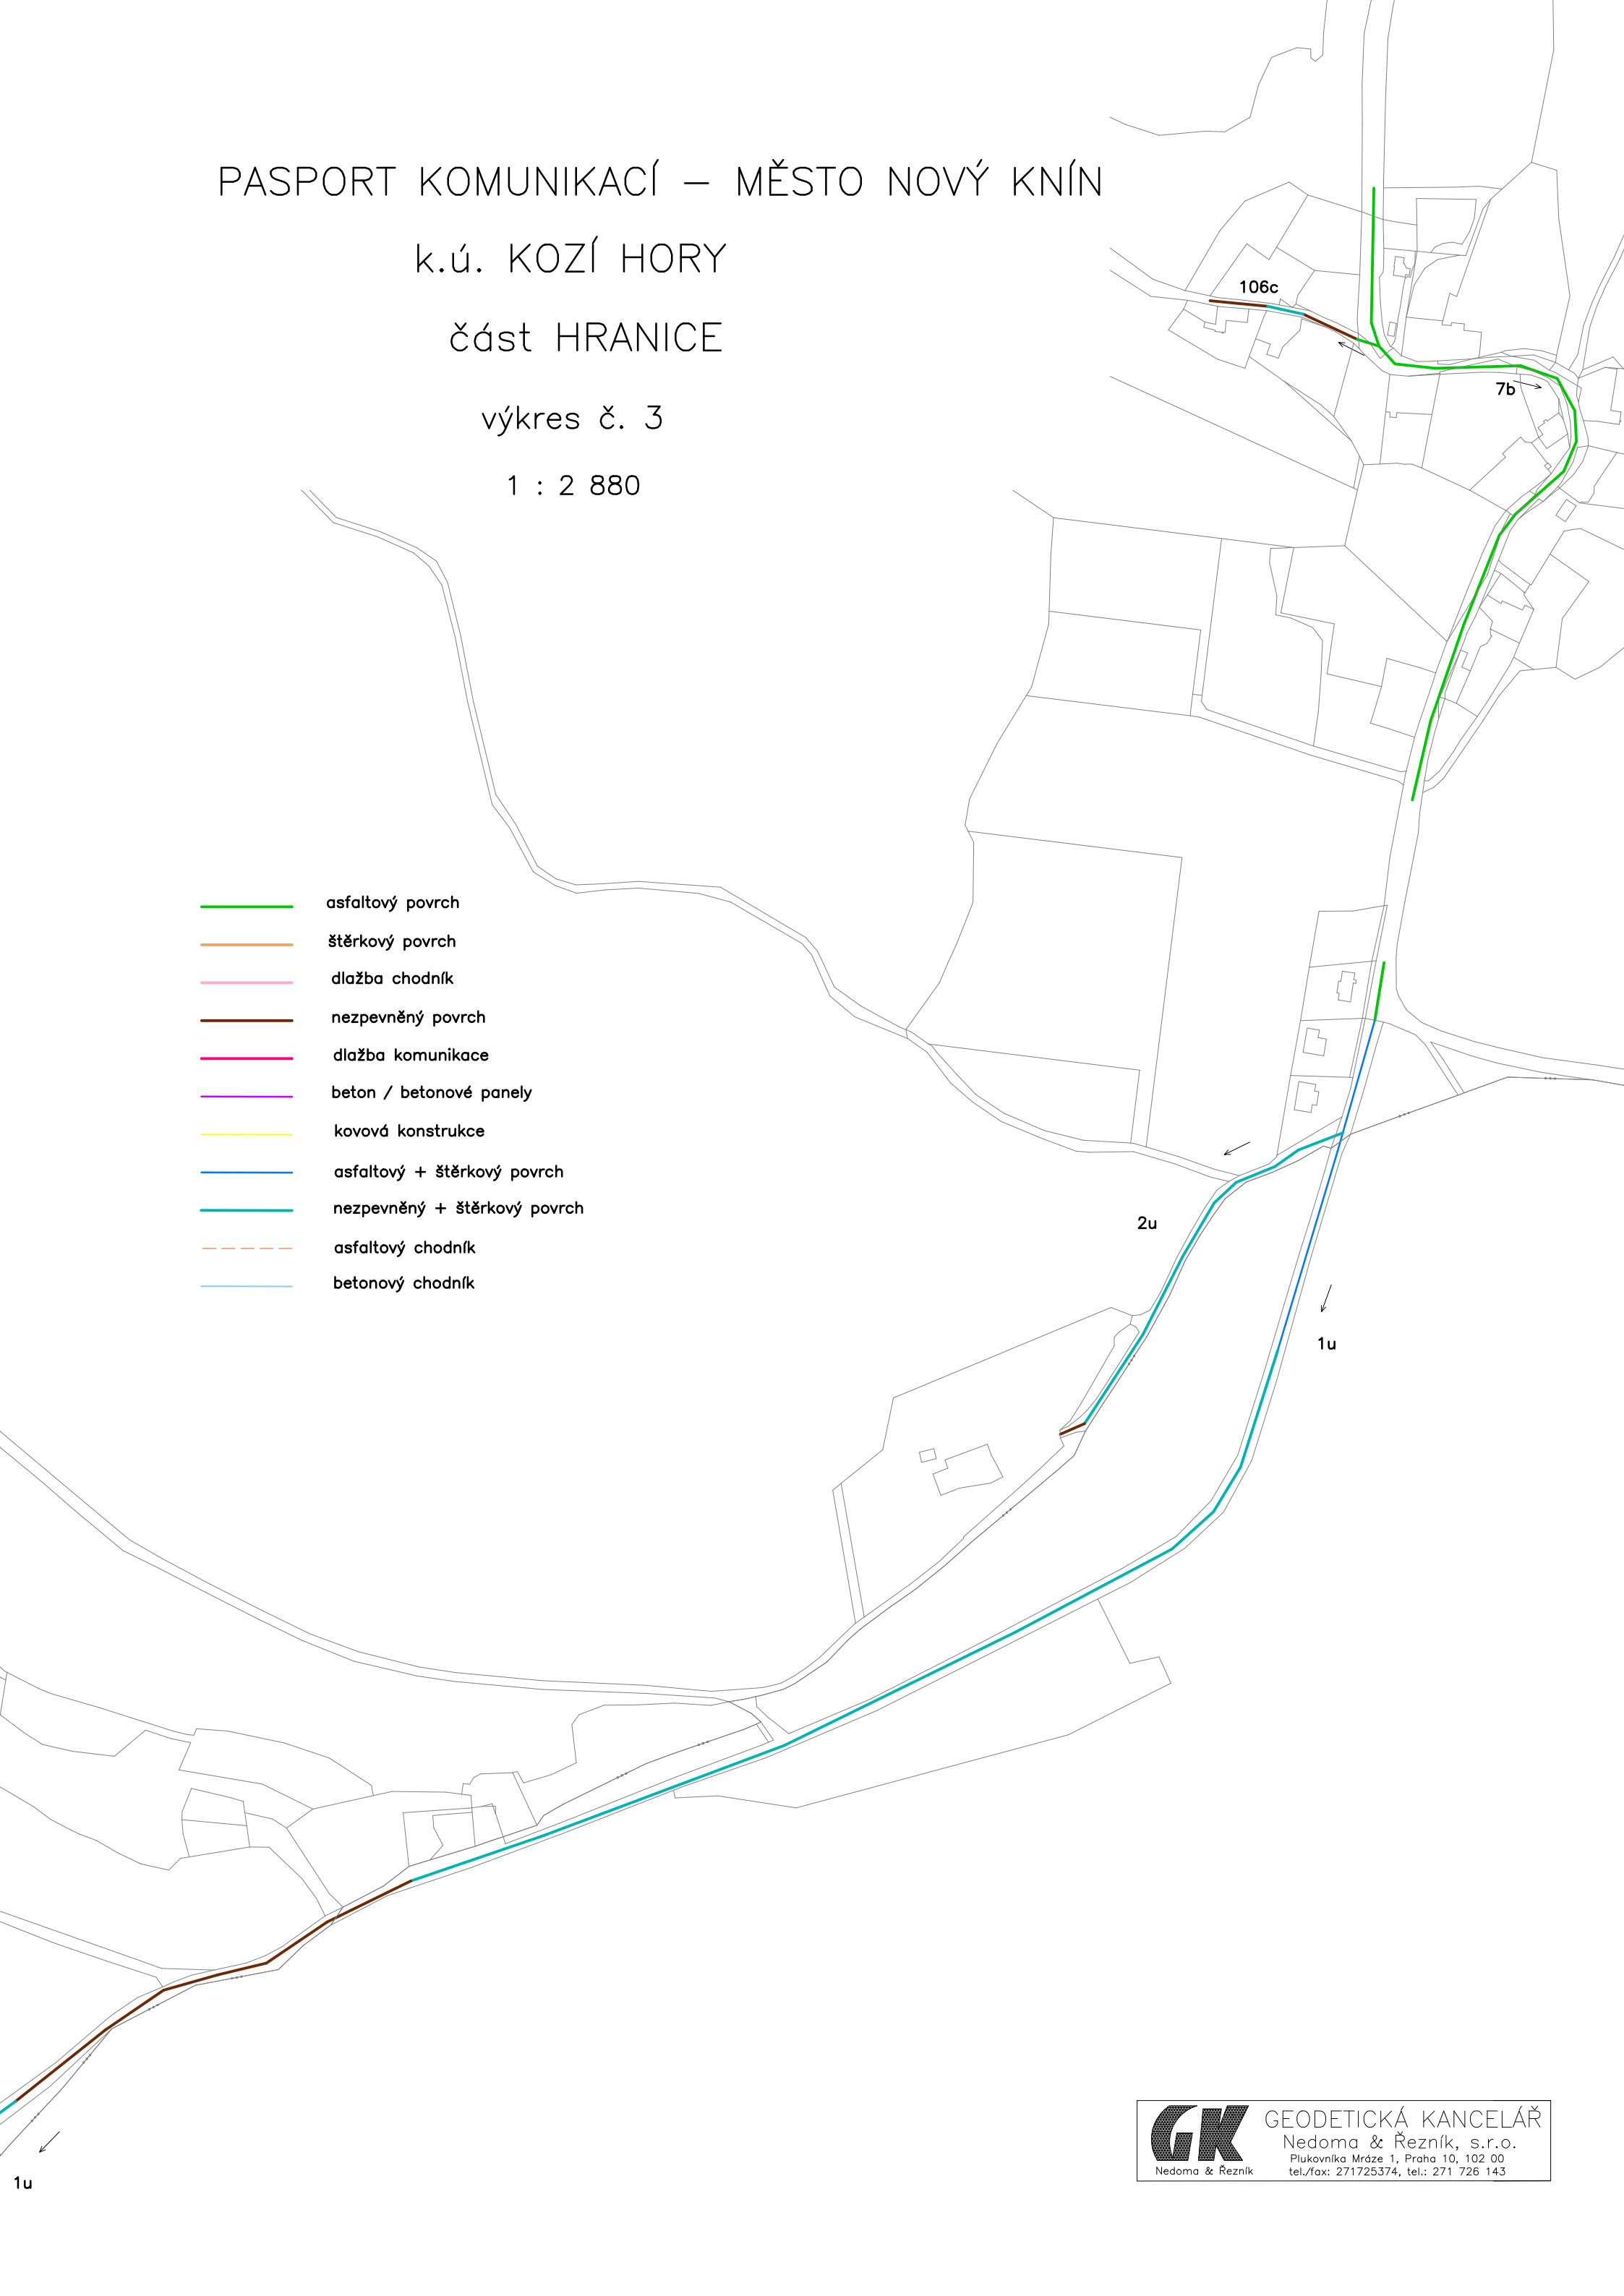 PASPORT KOMUNIKACÍ – MĚSTO NOVÝ KNÍN
k.ú. KOZÍ HORY
část HRANICE
výkres č. 3
1 : 2 880
106c
7b
asfaltový povrch
štěrkový povrch
dlažba chodník
nezpevněný povrch
dlažba komunikace
beton / betonové panely
kovová konstrukce
asfaltový + štěrkový povrch
nezpevněný + štěrkový povrch
asfaltový chodník
betonový chodník
2u
1u
1u
GK
Nedoma & Řezník
GEODETICKÁ KANCELÁŘ
Nedoma & Řezník, s.r.o.
Plukovníka Mráze 1, Praha 10, 102 00
tel./fax: 271725374, tel.: 271 726 143